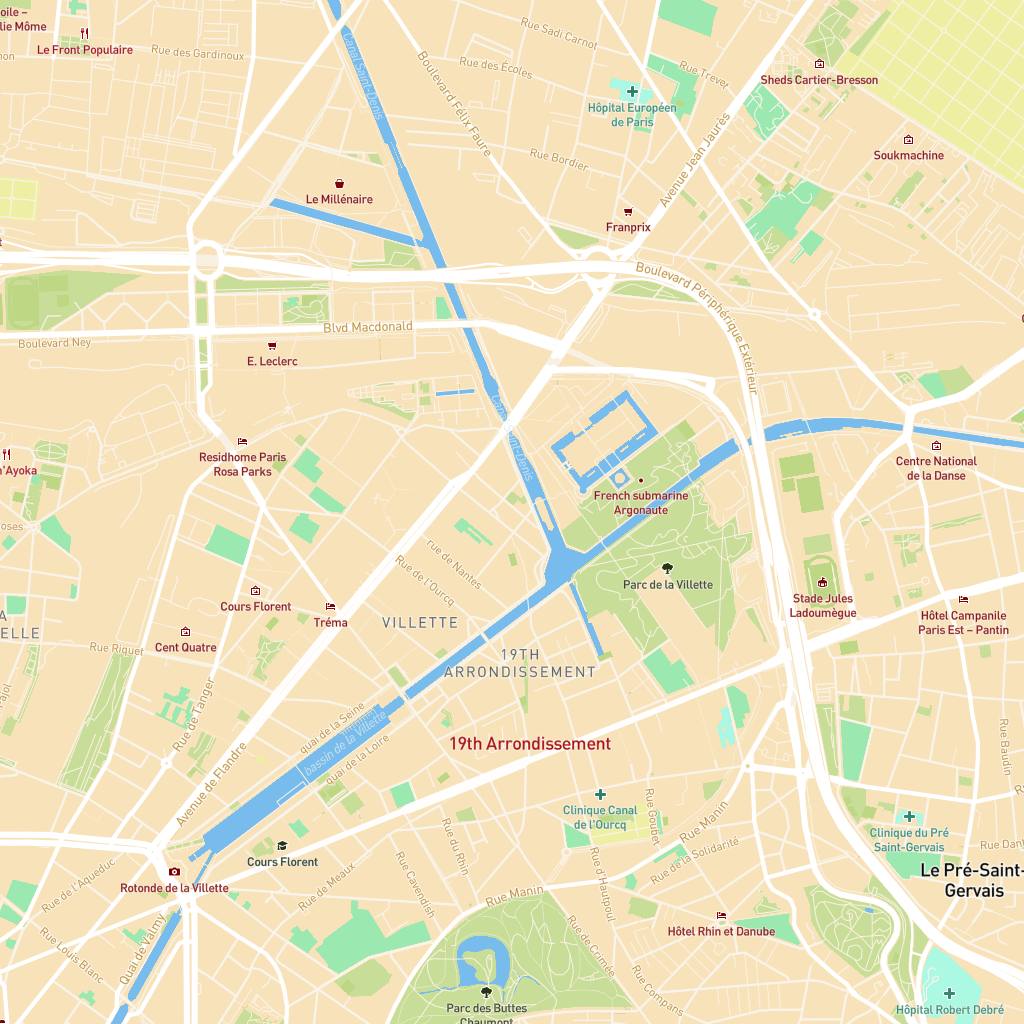 oile –
lie Môme
Le Front Populaire
Rue des Gardinoux
Canal Saint-Denis
Boulevard Félix Faure
Rue Sadi Carnot
Rue des Écoles
Rue Trevet
Sheds Cartier-Bresson
Hôpital Européen
de Paris
Avenue Jean Jaurès
Rue Bordier
Soukmachine
Le Millénaire
Franprix
Boulevard Périphérique Extérieur
Blvd Macdonald
Boulevard Ney
E. Leclerc
Canal Saint-Denis
Residhome Paris
Rosa Parks
n'Ayoka
Centre National
de la Danse
French submarine
Argonaute
rue de Nantes
Rue de l'Ourcq
Parc de la Villette
Stade Jules
Ladoumègue
Cours Florent
Tréma
Hôtel Campanile
Paris Est – Pantin
VILLETTE
Cent Quatre
Rue Riquet
ELLE
19TH
ARRONDISSEMENT
Pajol
Rue de Tanger
quai de la Seine
bassin de la Villette
quai de la Loire
Avenue de Flandre
19th Arrondissement
Rue Baudin
Clinique Canal
de l'Ourcq
Rue Goubet
Rue Manin
Clinique du Pré
Saint-Gervais
Rue du Rhin
Rue de la Solidarité
Cours Florent
Rue de Meaux
Rue Cavendish
Rue d'Hautpoul
Le Pré-Saint-
Gervais
Rotonde de la Villette
Rue de l'Aqueduc
Rue Manin
Hôtel Rhin et Danube
Rue Louis Blanc
Quai de Valmy
Rue de Crimée
Rue Compans
Parc des Buttes
Chaumont
Hôpital Robert Debré